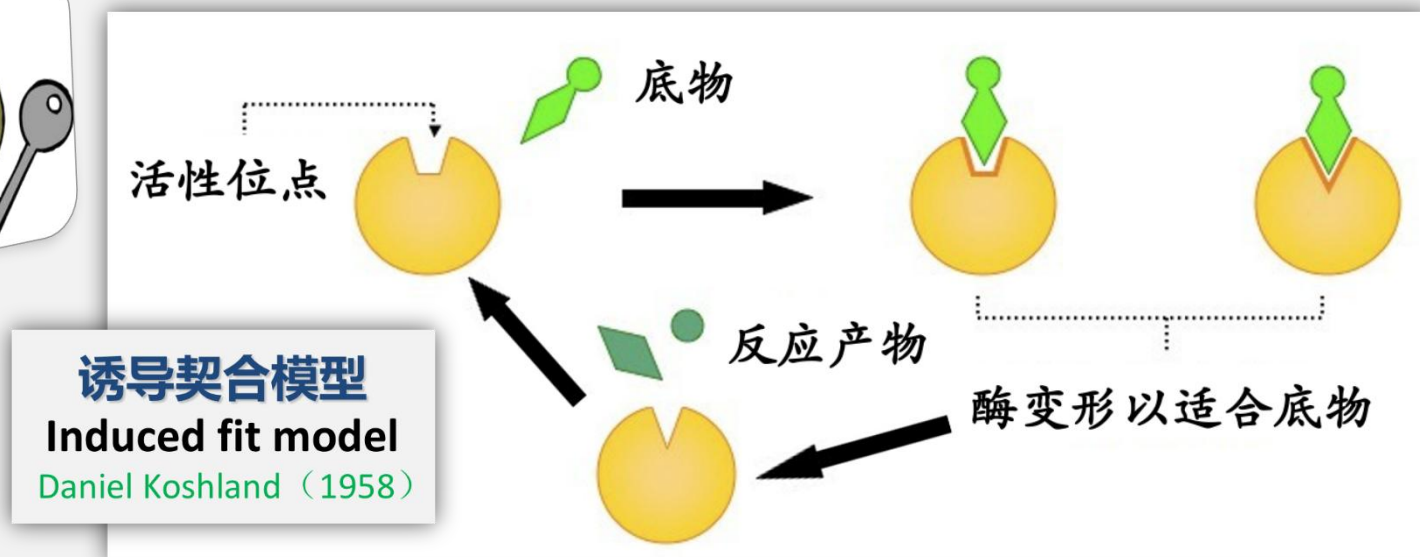 底物
活性位点
反应产物
酶变形以适合底物
诱导契合模型
Induced fit model
Daniel Koshland（1958）